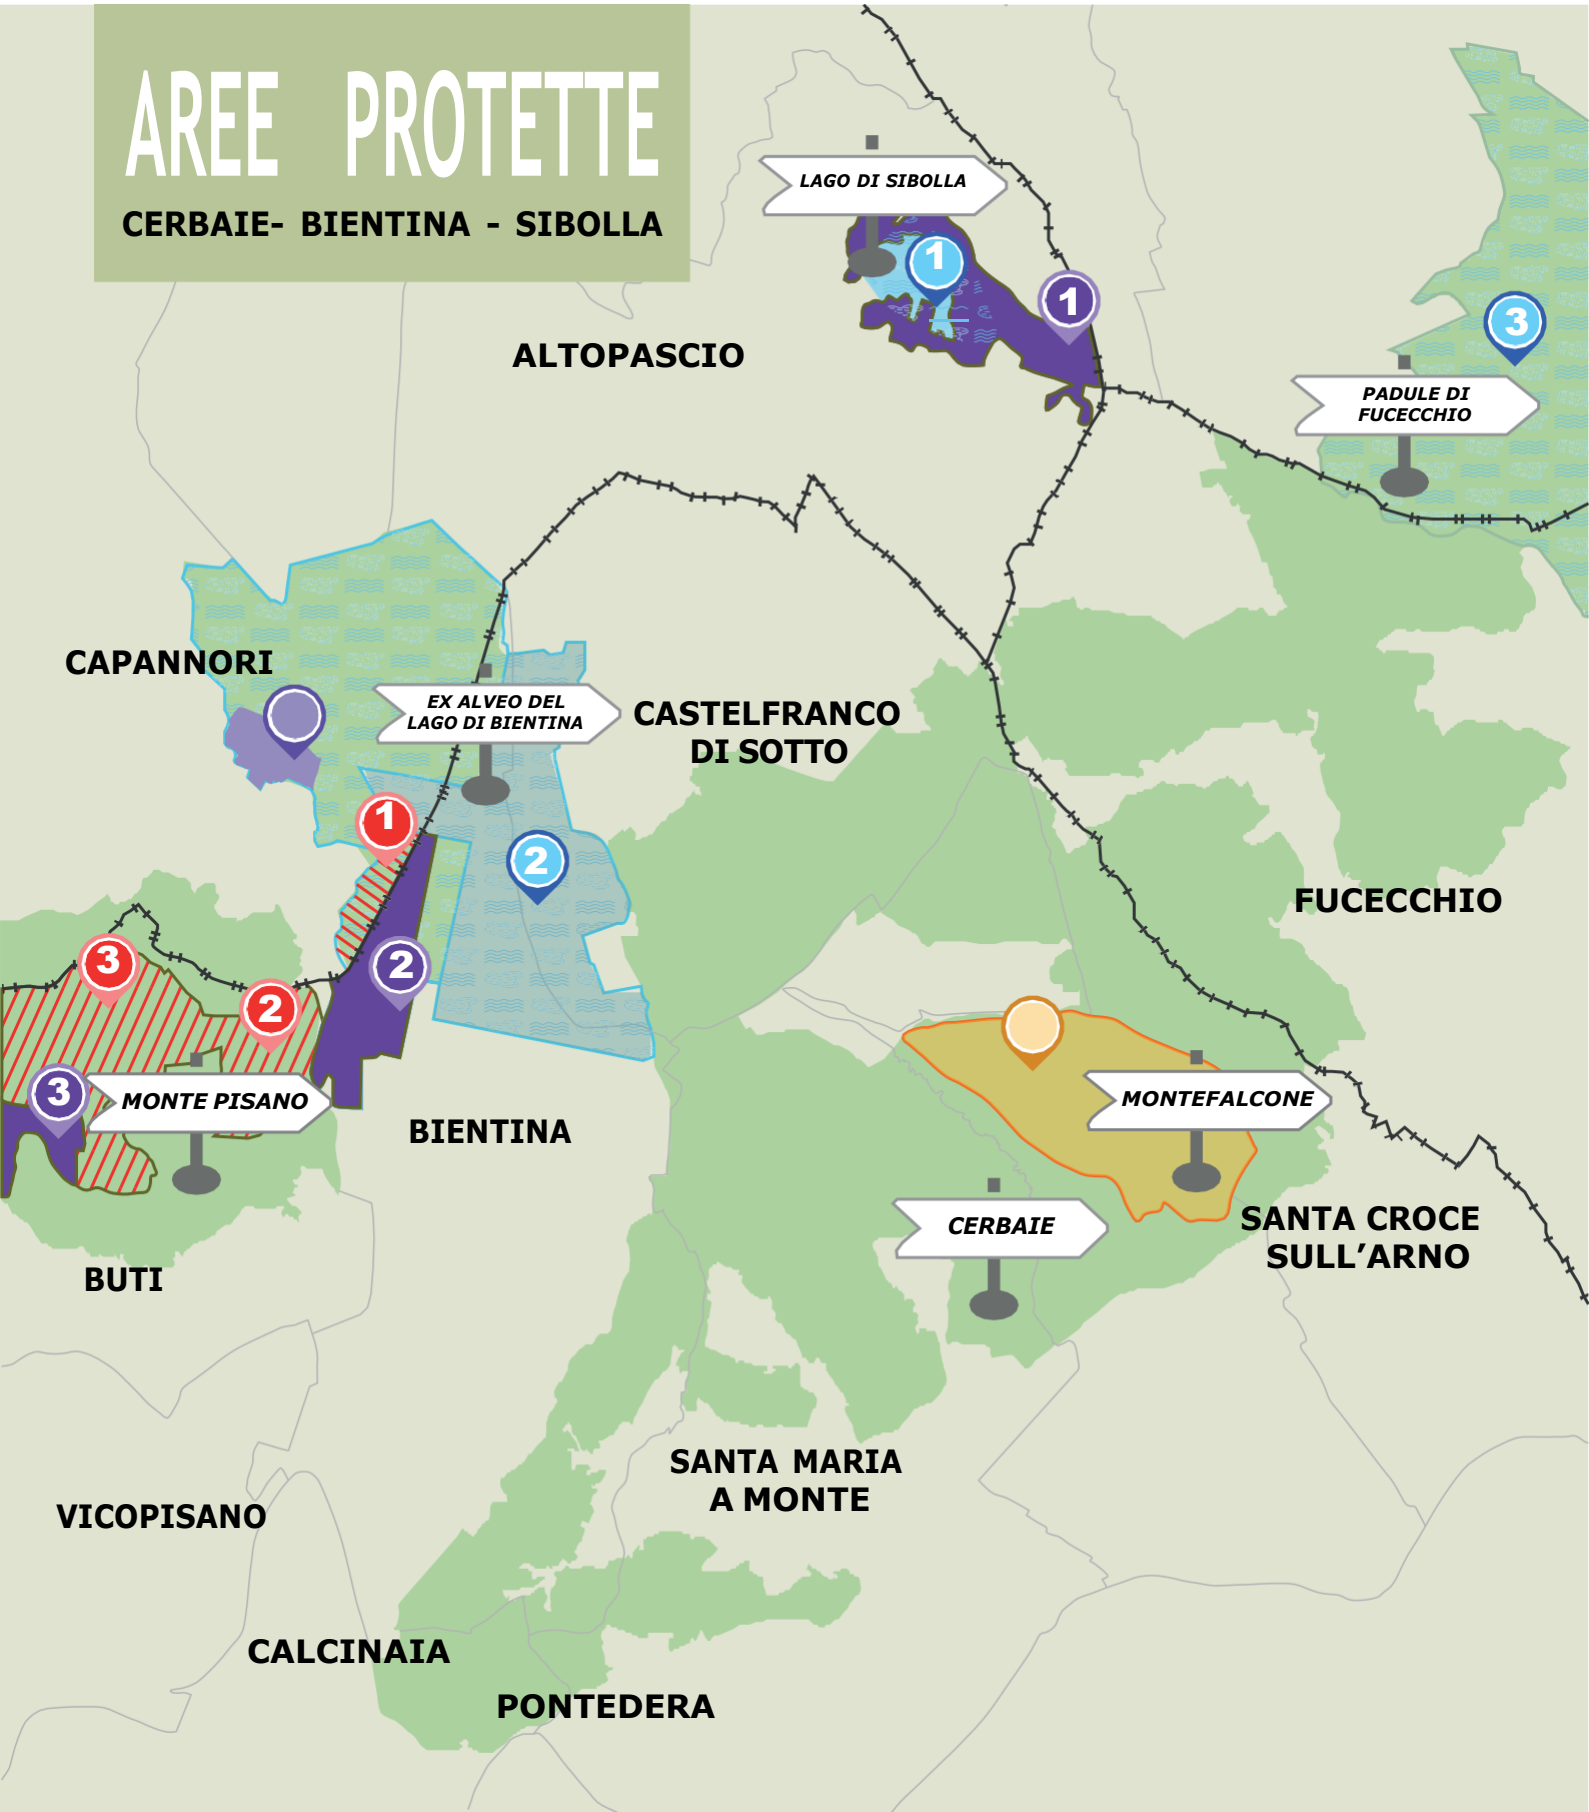 AREE PROTETTE
CERBAIE- BIENTINA - SIBOLLA
LAGO DI SIBOLLA
1
1
3
ALTOPASCIO
PADULE DI
FUCECCHIO
CAPANNORI
EX ALVEO DEL
LAGO DI BIENTINA
CASTELFRANCO
DI SOTTO
1
2
FUCECCHIO
3
2
2
3
MONTE PISANO
MONTEFALCONE
BIENTINA
CERBAIE
SANTA CROCE
SULL’ARNO
BUTI
SANTA MARIA
A MONTE
VICOPISANO
CALCINAIA
PONTEDERA